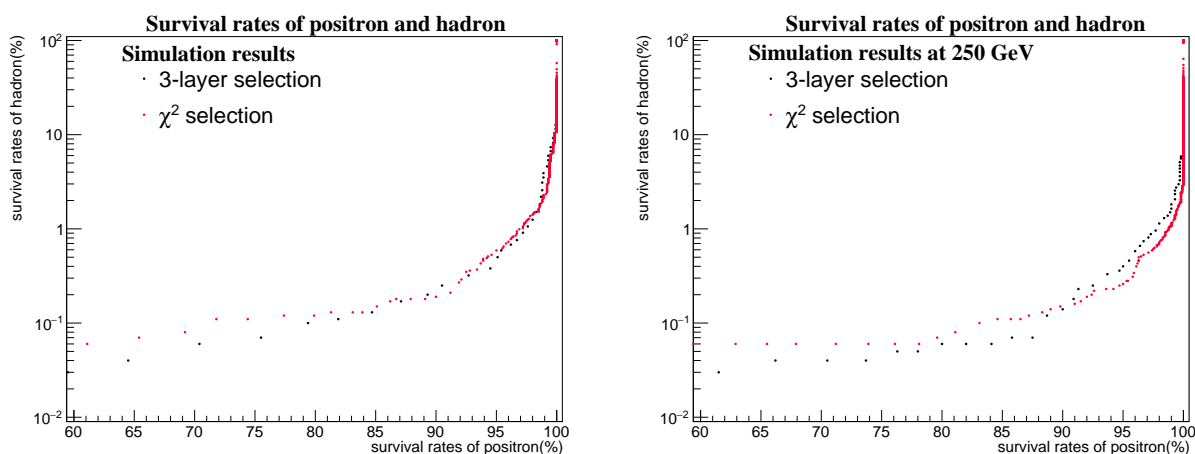 Survival rates of positron and hadron
Simulation results
3-layer selection
χ² selection
survival rates of hadron(%)
10²
10
1
10⁻¹
10⁻²
60 65 70 75 80 85 90 95 100
survival rates of positron(%)
Survival rates of positron and hadron
Simulation results at 250 GeV
3-layer selection
χ² selection
survival rates of hadron(%)
10²
10
1
10⁻¹
10⁻²
60 65 70 75 80 85 90 95 100
survival rates of positron(%)